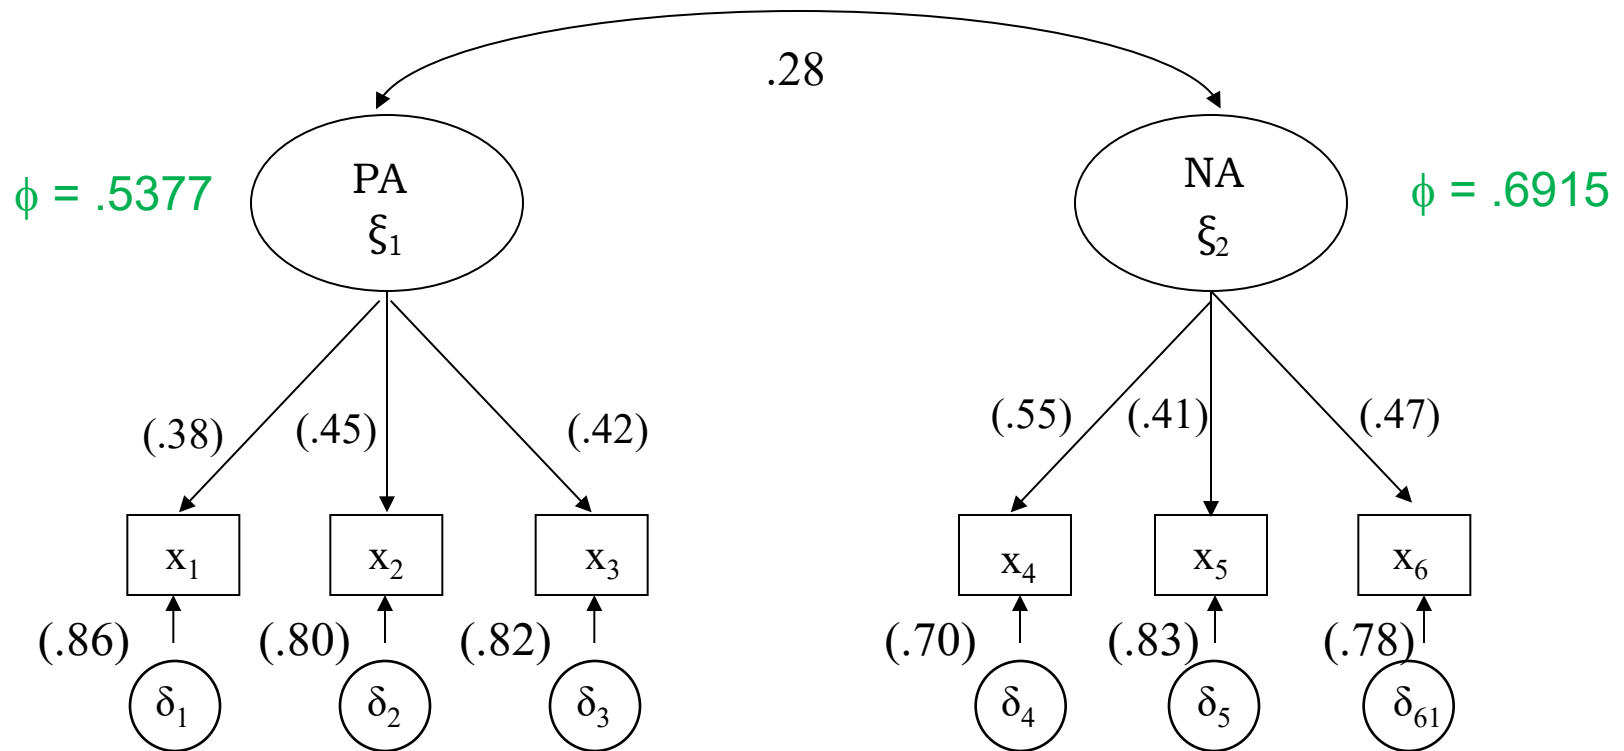 .28
ϕ = .5377
PA
ξ₁
NA
ξ₂
ϕ = .6915
(.38) (.45) (.42) (.55) (.41) (.47)
x₁ x₂ x₃ x₄ x₅ x₆
(.86) (.80) (.82) (.70) (.83) (.78)
δ₁ δ₂ δ₃ δ₄ δ₅ δ₆₁